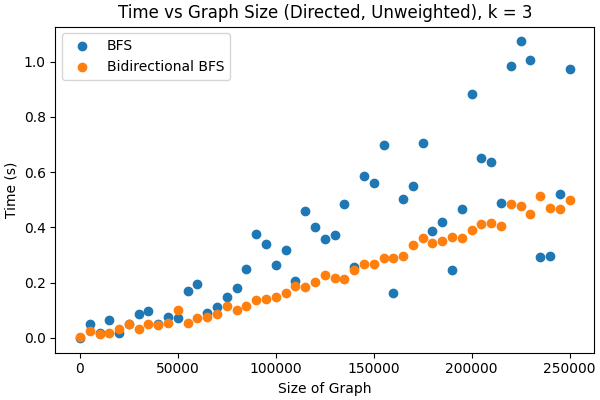 Time vs Graph Size (Directed, Unweighted), k = 3
BFS
Bidirectional BFS
Time (s)
1.0
0.8
0.6
0.4
0.2
0.0
0
50000
100000
150000
200000
250000
Size of Graph